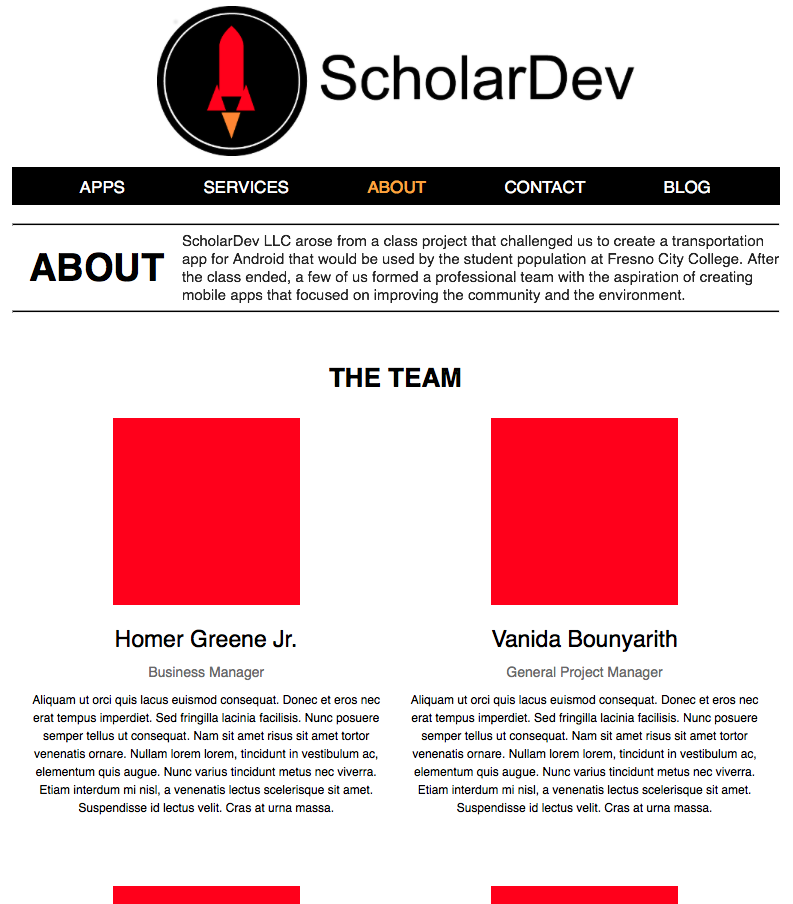 ScholarDev
APPS SERVICES ABOUT CONTACT BLOG
ABOUT
ScholarDev LLC arose from a class project that challenged us to create a transportation
app for Android that would be used by the student population at Fresno City College. After
the class ended, a few of us formed a professional team with the aspiration of creating
mobile apps that focused on improving the community and the environment.
THE TEAM
Homer Greene Jr.
Business Manager
Aliquam ut orci quis lacus euismod consequat. Donec et eros nec
erat tempus imperdiet. Sed fringilla lacinia facilisis. Nunc posuere
semper tellus ut consequat. Nam sit amet risus sit amet tortor
venenatis ornare. Nullam lorem lorem, tincidunt in vestibulum ac,
elementum quis augue. Nunc varius tincidunt metus nec viverra.
Etiam interdum mi nisl, a venenatis lectus scelerisque sit amet.
Suspendisse id lectus velit. Cras at urna massa.
Vanida Bounyarith
General Project Manager
Aliquam ut orci quis lacus euismod consequat. Donec et eros nec
erat tempus imperdiet. Sed fringilla lacinia facilisis. Nunc posuere
semper tellus ut consequat. Nam sit amet risus sit amet tortor
venenatis ornare. Nullam lorem lorem, tincidunt in vestibulum ac,
elementum quis augue. Nunc varius tincidunt metus nec viverra.
Etiam interdum mi nisl, a venenatis lectus scelerisque sit amet.
Suspendisse id lectus velit. Cras at urna massa.